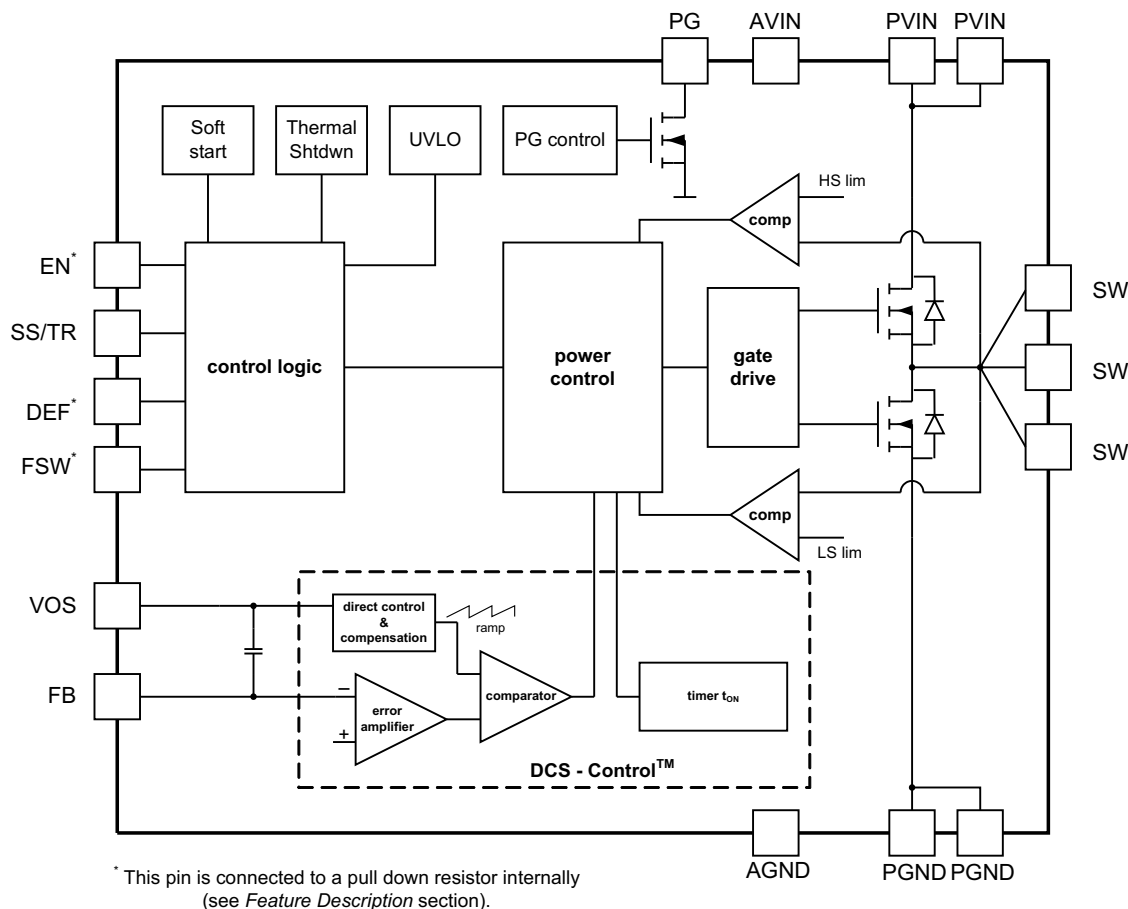 PG AVIN PVIN PVIN
Soft
start
Thermal
Shtdwn
UVLO
PG control
HS lim
comp
EN*
SS/TR
DEF*
FSW*
control logic
power
control
gate
drive
SW
SW
SW
comp
LS lim
VOS
FB
direct control
&
compensation
ramp
error
amplifier
comparator
timer tON
− 
+
DCS - Control™
AGND PGND PGND
* This pin is connected to a pull down resistor internally
(see Feature Description section).